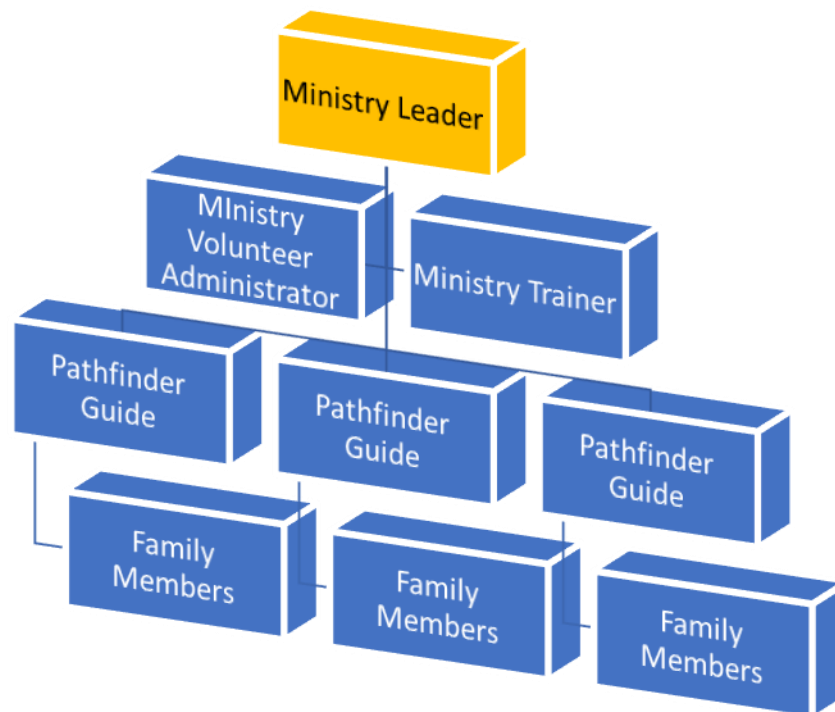 Ministry Leader
MInistry
Volunteer
Administrator
Ministry Trainer
Pathfinder
Guide
Pathfinder
Guide
Pathfinder
Guide
Family
Members
Family
Members
Family
Members